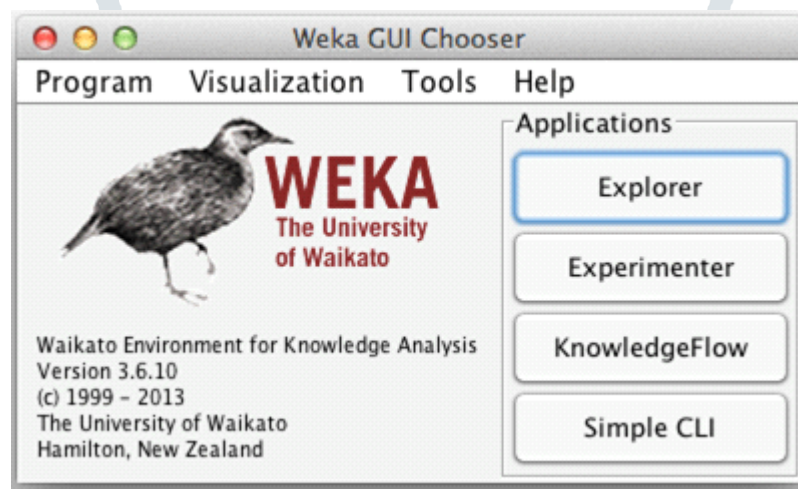 Weka GUI Chooser
Program Visualization Tools Help
WEKA
The University
of Waikato
Waikato Environment for Knowledge Analysis
Version 3.6.10
(c) 1999 - 2013
The University of Waikato
Hamilton, New Zealand
Applications
Explorer
Experimenter
KnowledgeFlow
Simple CLI